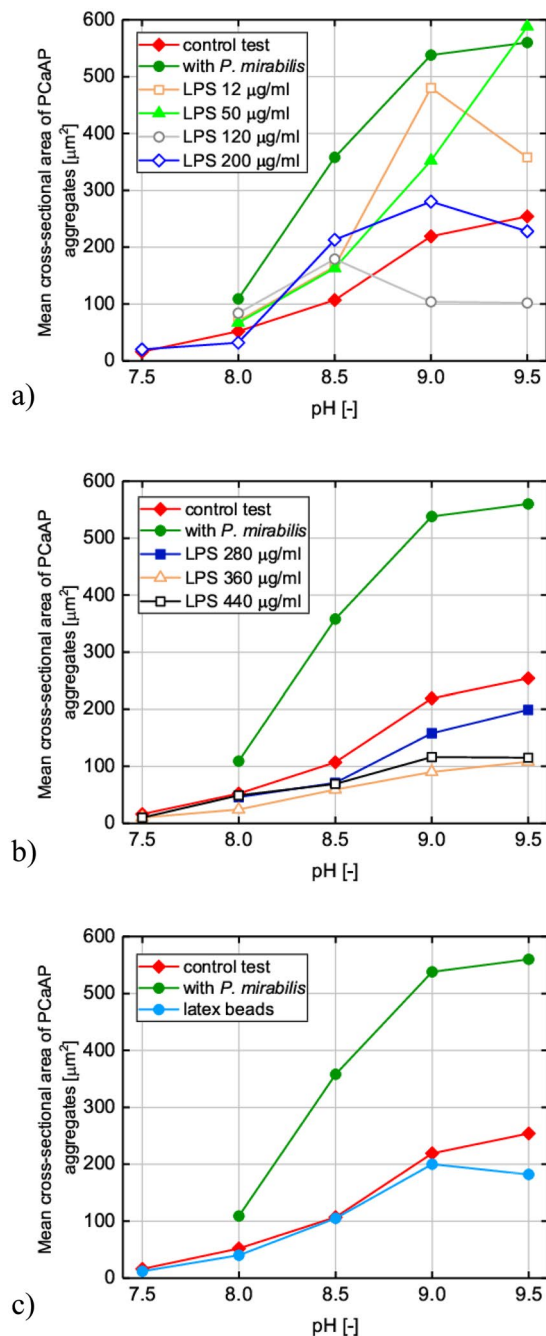 600
500
400
300
200
100
0
Mean cross-sectional area of PCaAP
aggregates [μm²]
control test
with P. mirabilis
LPS 12 μg/ml
LPS 50 μg/ml
LPS 120 μg/ml
LPS 200 μg/ml
7.5 8.0 8.5 9.0 9.5
pH [-]
a)
600
500
400
300
200
100
0
Mean cross-sectional area of PCaAP
aggregates [μm²]
control test
with P. mirabilis
LPS 280 μg/ml
LPS 360 μg/ml
LPS 440 μg/ml
7.5 8.0 8.5 9.0 9.5
pH [-]
b)
600
500
400
300
200
100
0
Mean cross-sectional area of PCaAP
aggregates [μm²]
control test
with P. mirabilis
latex beads
7.5 8.0 8.5 9.0 9.5
pH [-]
c)